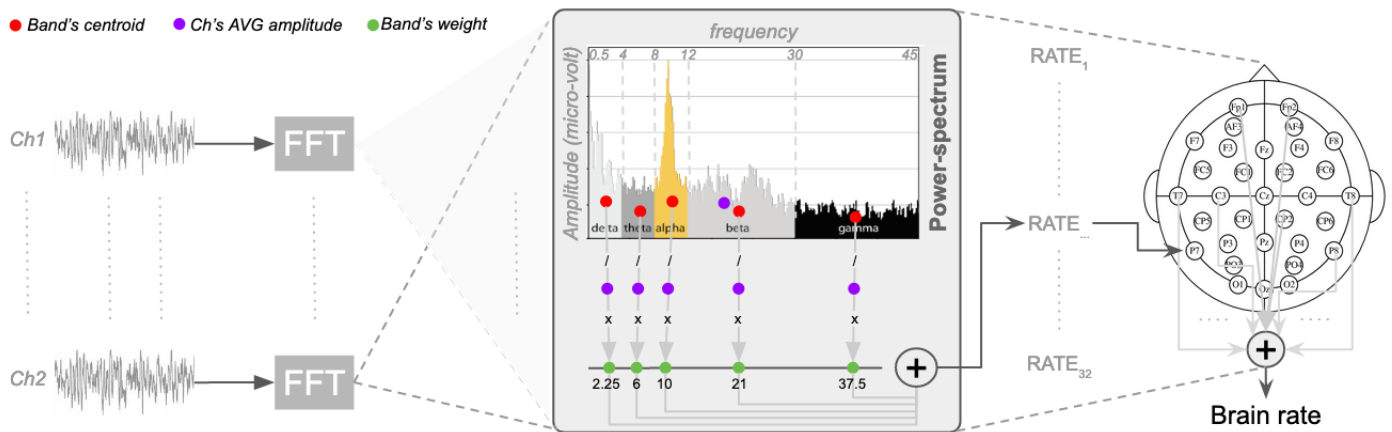 Band's centroid
Ch's AVG amplitude
Band's weight
Ch1
FFT
Ch2
FFT
frequency
0.5 4 8 12 30 45
Amplitude (micro-volt)
Power-spectrum
delta theta alpha beta gamma
/ / / / /
x x x x x
2.25 6 10 21 37.5
+
RATE1
RATE...
RATE32
Fp1 Fp2
AF3 AF4
F7 F3 Fz F4 F8
FC5 FC1 FC2 FC6
T7 C3 Cz C4 T8
CP5 CP1 CP2 CP6
P7 P3 Pz P4 P8
PO3 PO4
O1 Oz O2
+
Brain rate